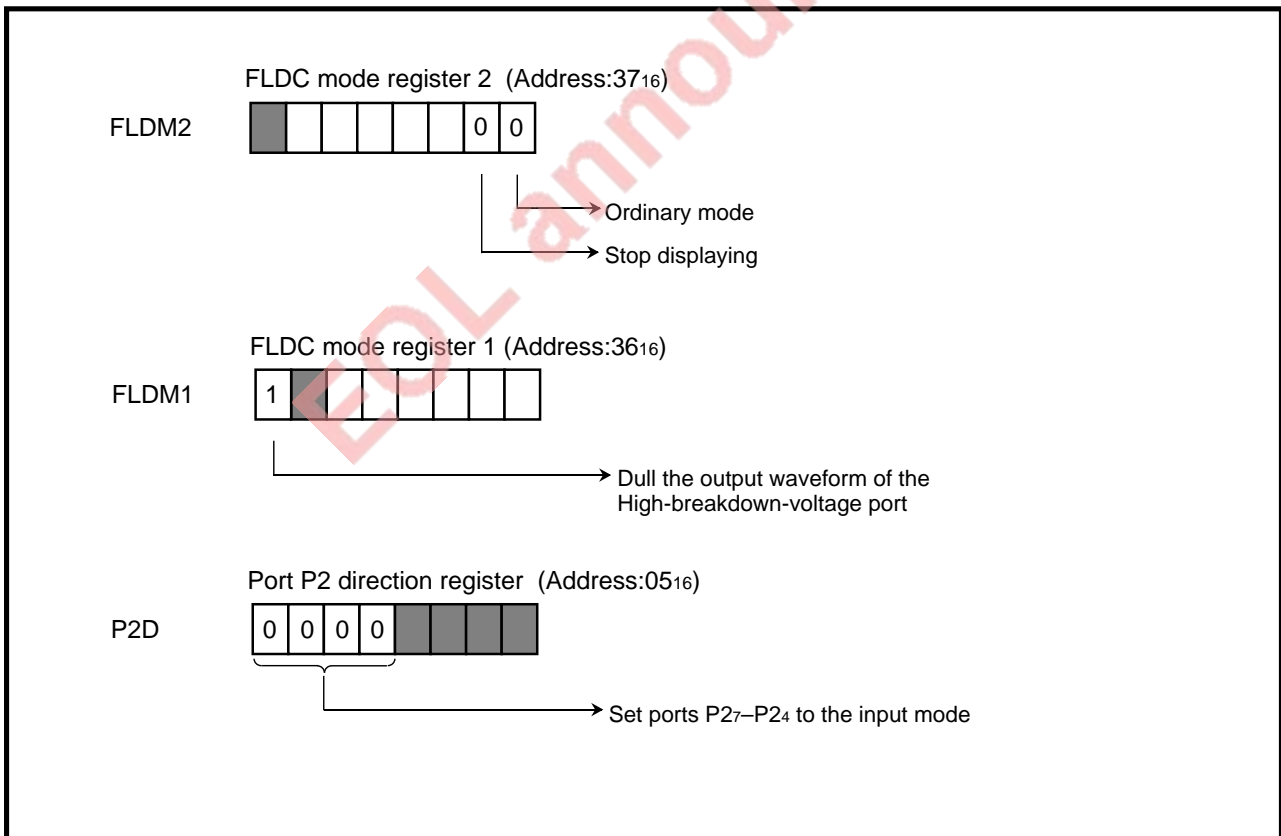 FLDC mode register 2 (Address:3716)
FLDM2
0 0
Ordinary mode
Stop displaying
FLDC mode register 1 (Address:3616)
FLDM1
1
Dull the output waveform of the
High-breakdown-voltage port
Port P2 direction register (Address:0516)
P2D
0 0 0 0
Set ports P27–P24 to the input mode
EOL